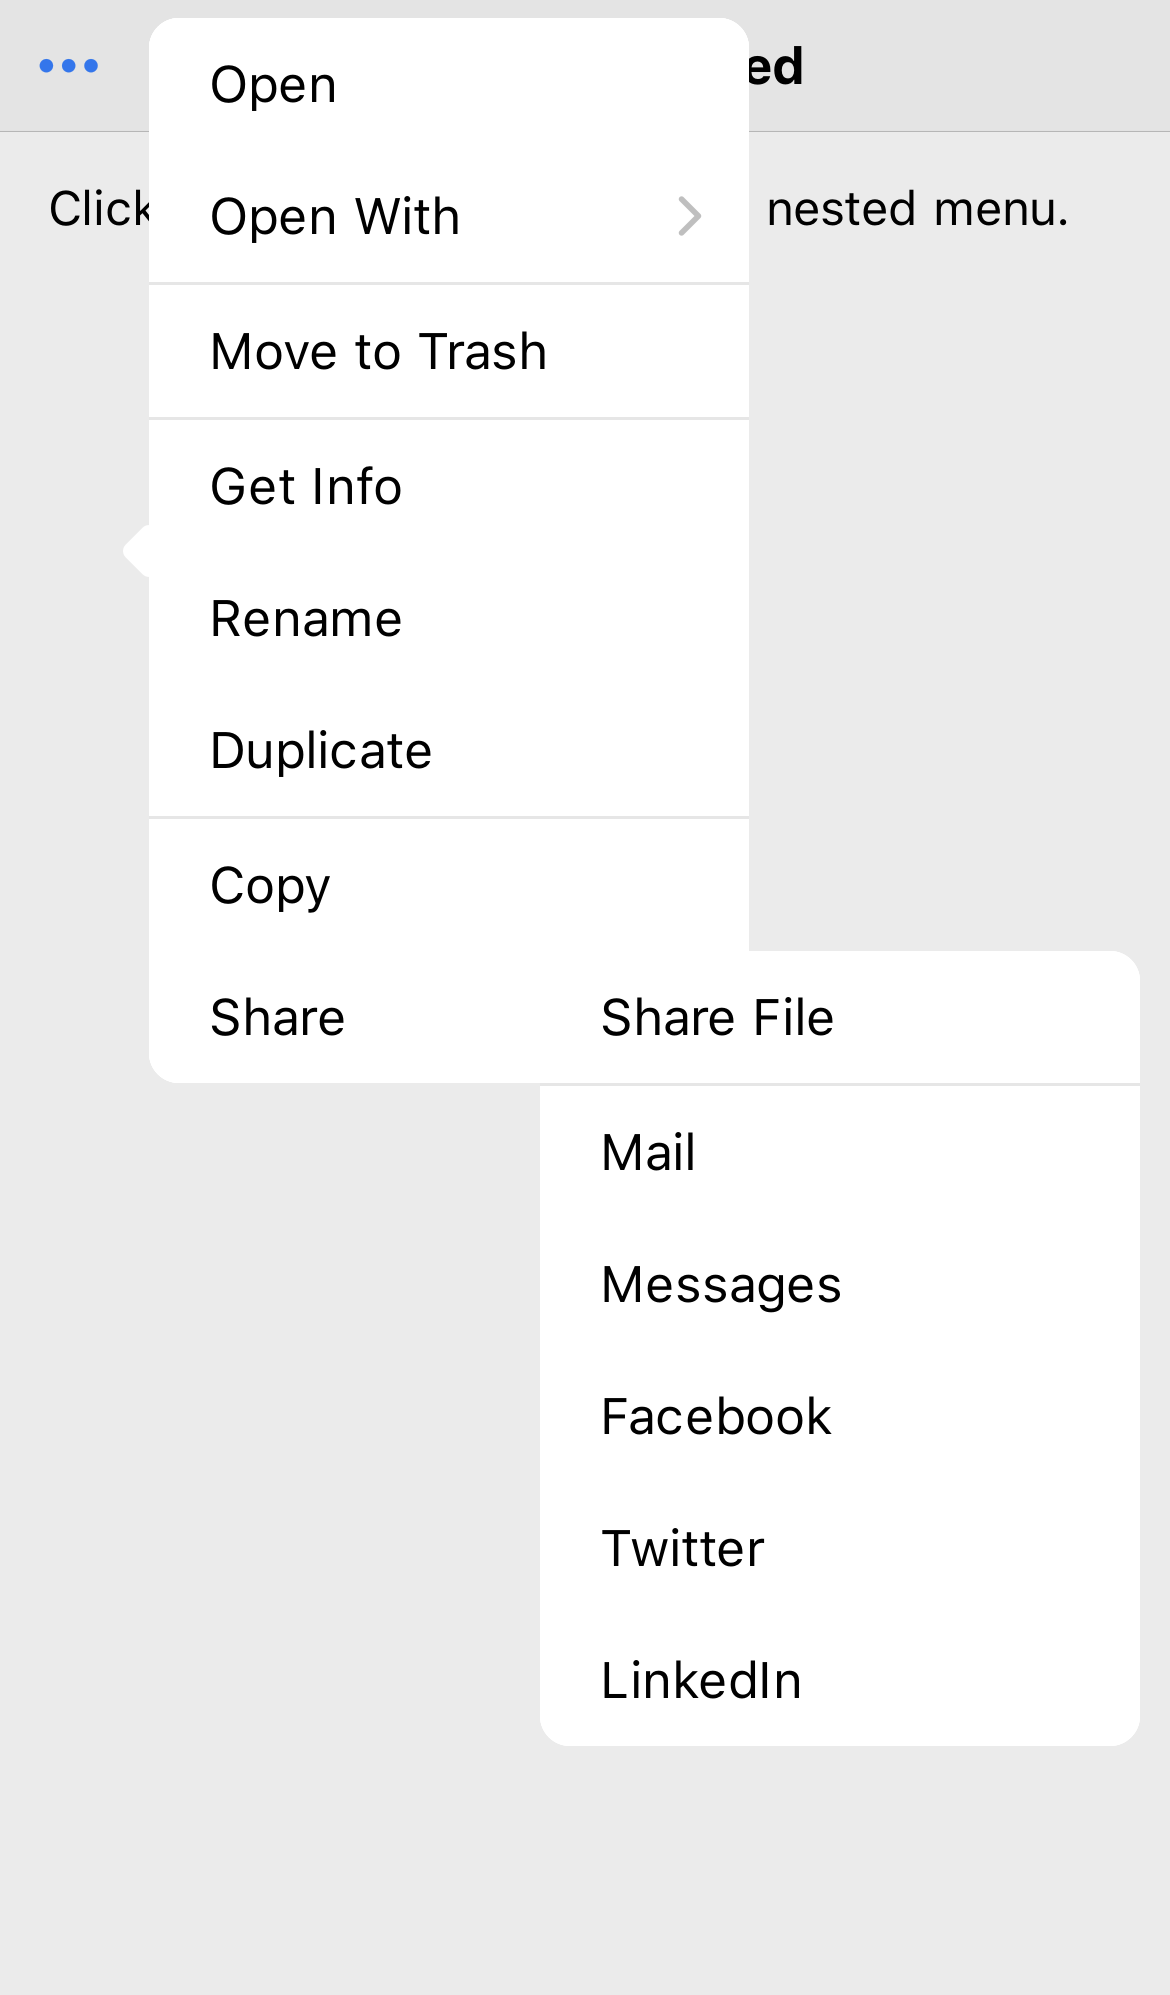 ed
Click nested menu.
Open
Open With
Move to Trash
Get Info
Rename
Duplicate
Copy
Share
Share File
Mail
Messages
Facebook
Twitter
LinkedIn